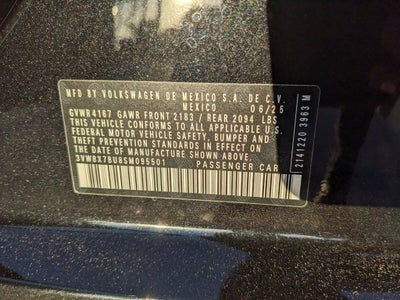 MFD BY VOLKSWAGEN DE MEXICO S.A. DE C.V.
MEXICO 06/25
GVWR 4167 GAWR FRONT 2183 / REAR 2094 LBS
THIS VEHICLE CONFORMS TO ALL APPLICABLE U.S.
FEDERAL MOTOR VEHICLE SAFETY, BUMPER AND
THEFT PREVENTION STANDARDS IN EFFECT ON
THE DATE OF MANUFACTURE SHOWN ABOVE.
3VWBX7BU8SM095501 PASSENGER CAR
2141220 3963 M